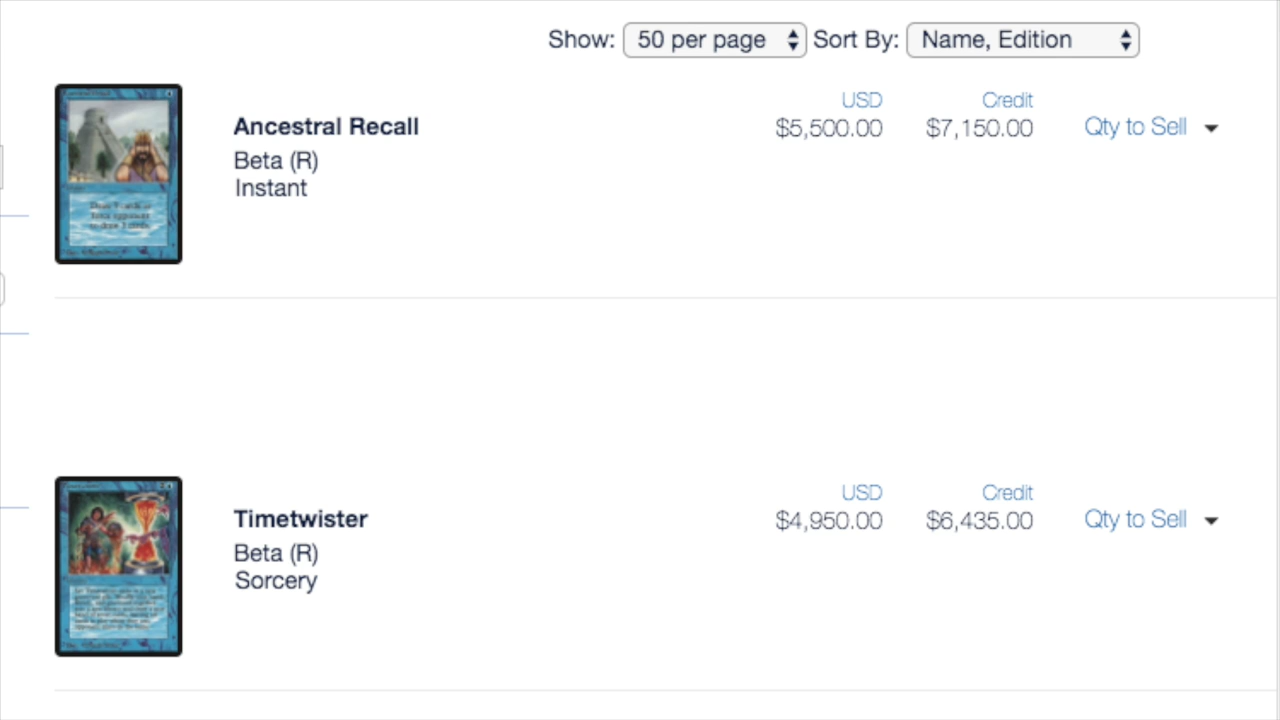 Show: 50 per page Sort By: Name, Edition
USD Credit
Ancestral Recall $5,500.00 $7,150.00 Qty to Sell
Beta (R)
Instant
USD Credit
Timetwister $4,950.00 $6,435.00 Qty to Sell
Beta (R)
Sorcery